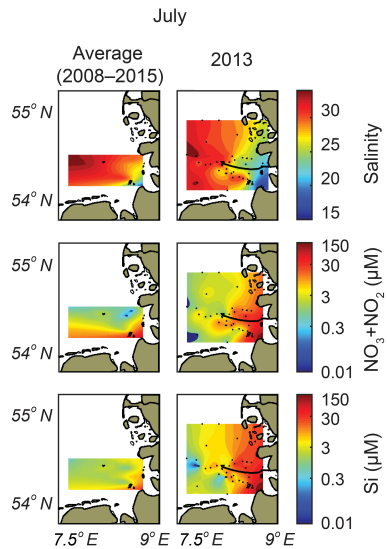 July
Average
(2008–2015)
2013
55° N
54° N
30
25
20
15
Salinity
55° N
54° N
150
30
3
0.3
0.01
NO3+NO2 (μM)
55° N
54° N
150
30
3
0.3
0.01
Si (μM)
7.5° E
9° E
7.5° E
9° E